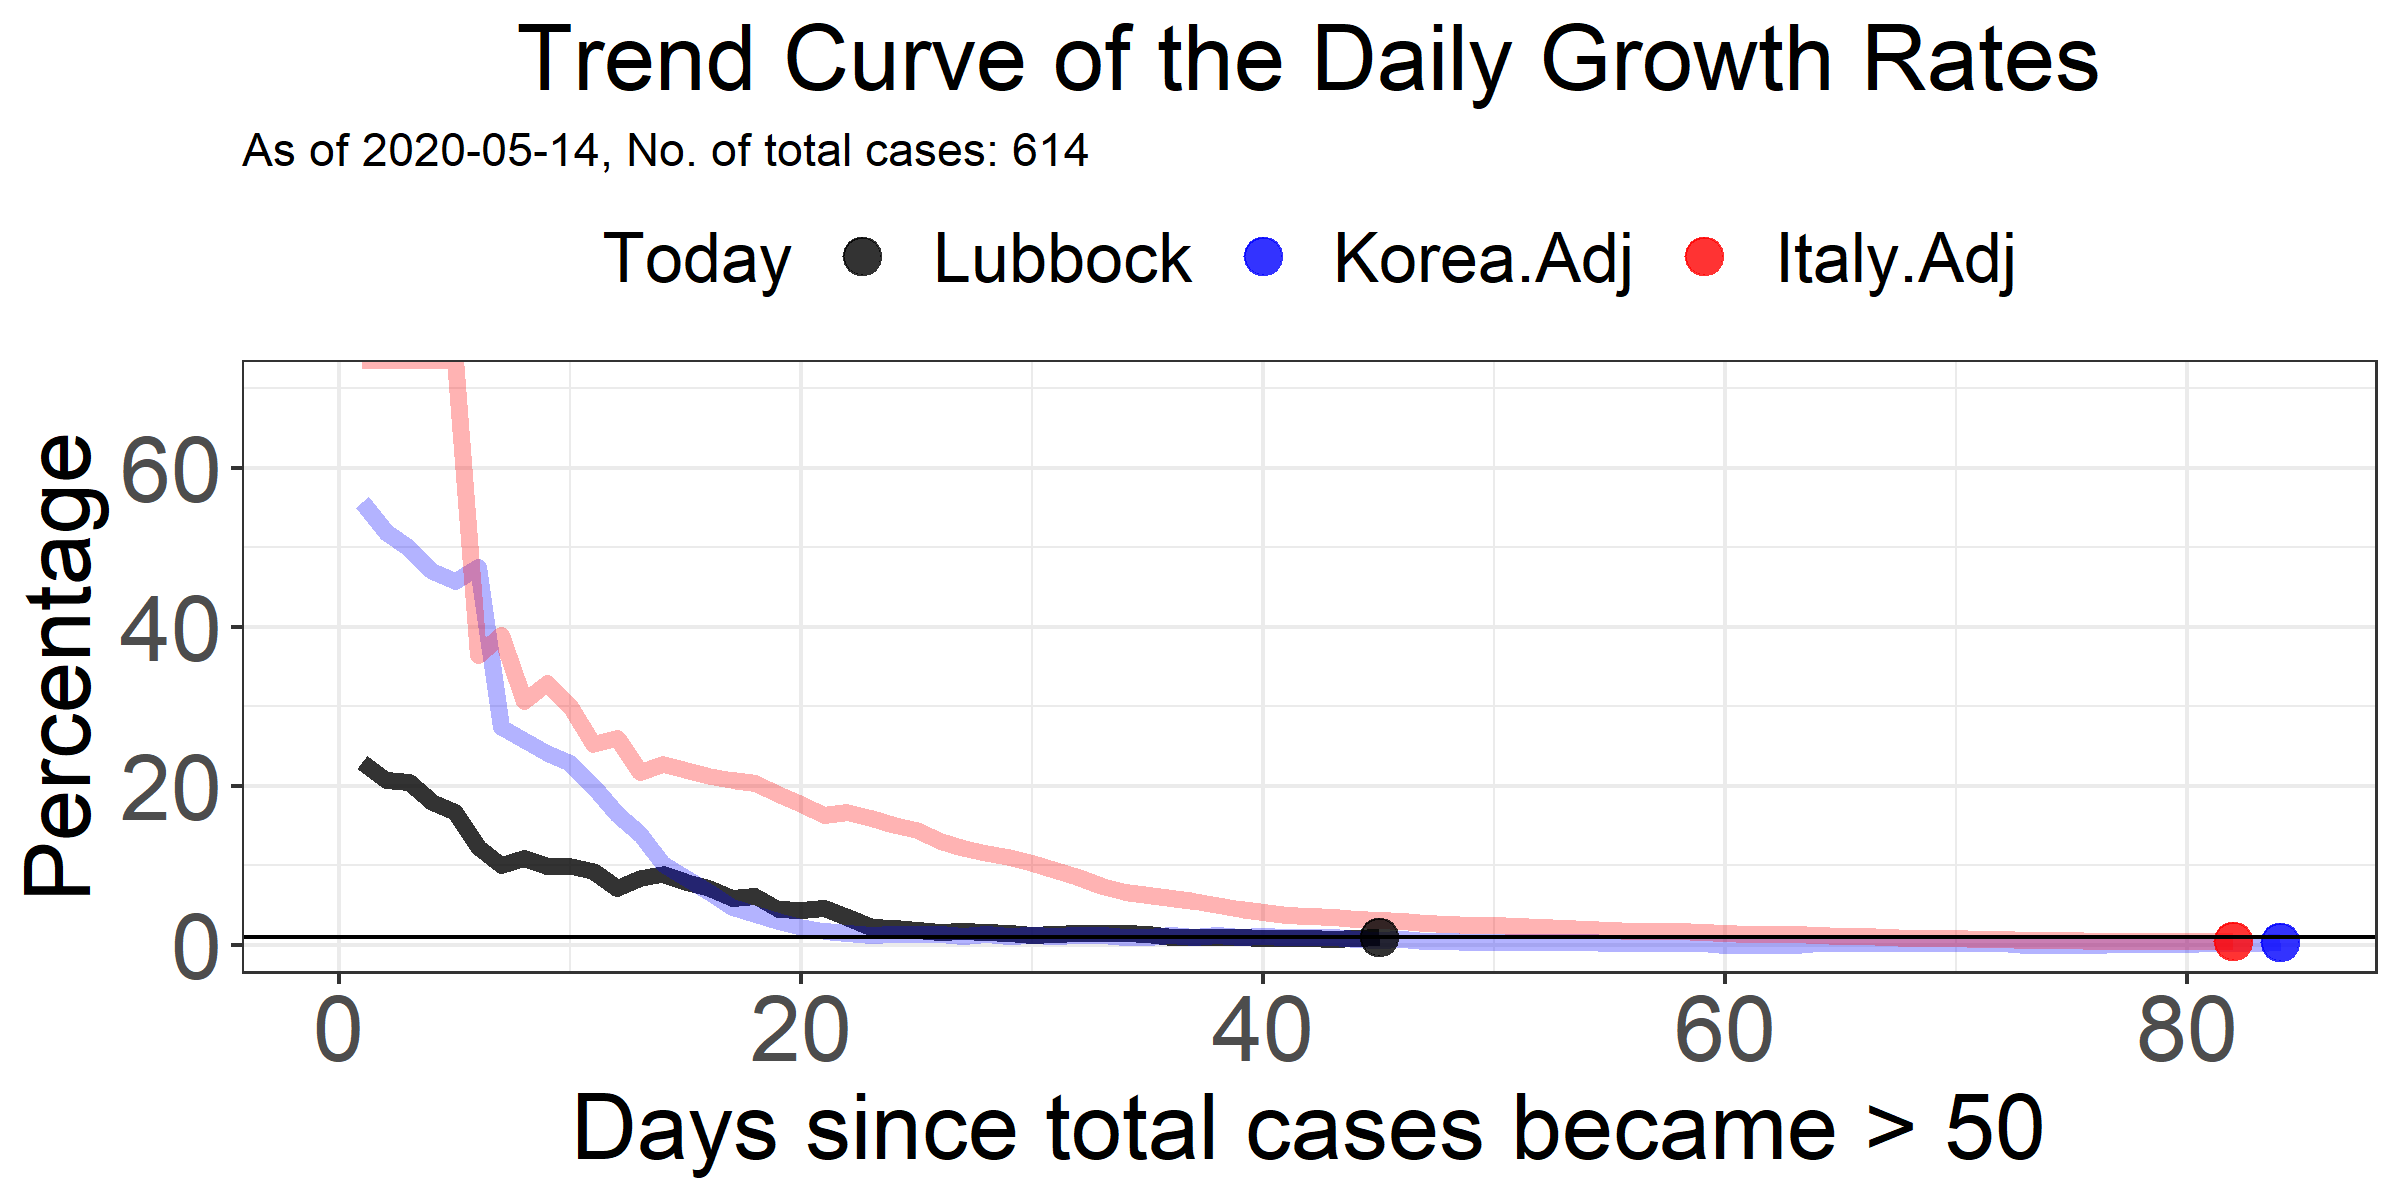 Trend Curve of the Daily Growth Rates
As of 2020-05-14, No. of total cases: 614
Today Lubbock Korea.Adj Italy.Adj
Percentage
60
40
20
0
0 20 40 60 80
Days since total cases became > 50